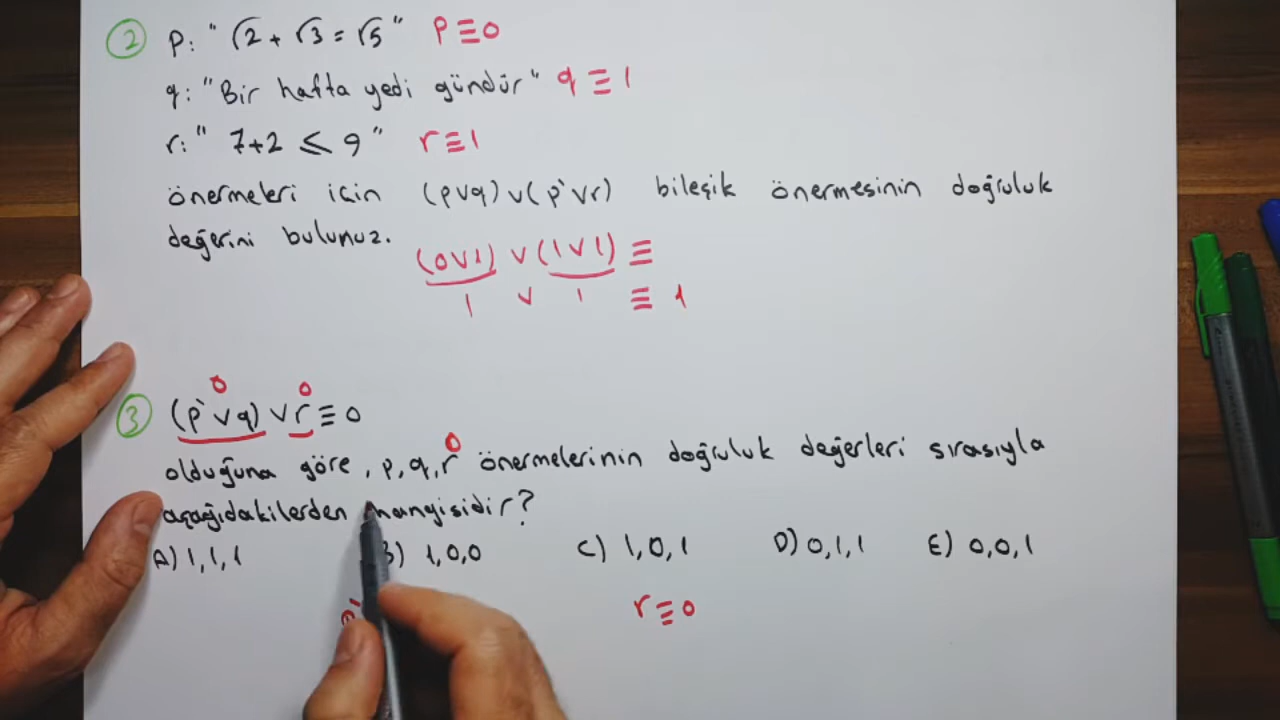 2 p: "√2 + √3 = √5" p≡0
q: "Bir hafta yedi gündür" q ≡ 1
r: " 7+2 ≤ 9 " r≡1
önermeleri için (p∨q)∨(p'∨r) bileşik önermesinin doğruluk
değerini bulunuz.
(0∨1) ∨ (1∨1) ≡
1 ∨ 1 ≡ 1
0 0
3 (p'∨q) ∨ r ≡ 0
0
olduğuna göre, p, q, r önermelerinin doğruluk değerleri sırasıyla
aşağıdakilerden hangisidir?
A) 1,1,1 B) 1,0,0 C) 1,0,1 D) 0,1,1 E) 0,0,1
r≡0